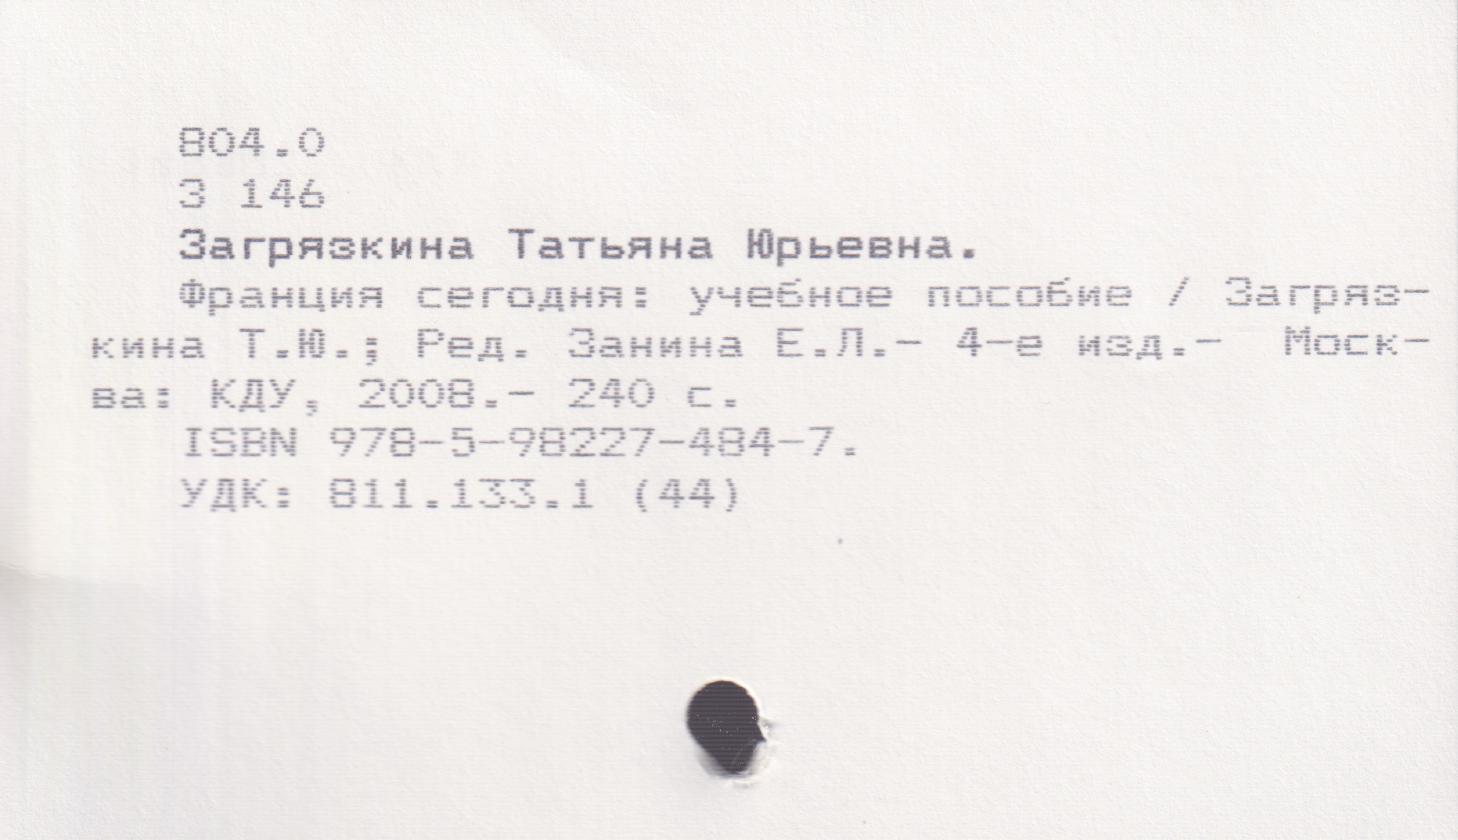 804.0
З 146
Загрязкина Татьяна Юрьевна.
Франция сегодня: учебное пособие / Загряз-
кина Т.Ю.; Ред. Занина Е.Л.- 4-е изд.- Моск-
ва: КДУ, 2008.- 240 с.
ISBN 978-5-98227-484-7.
УДК: 811.133.1 (44)